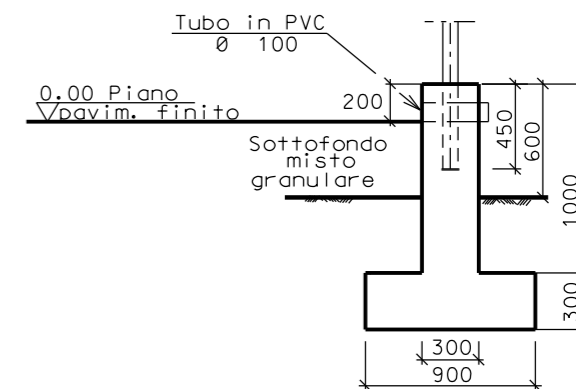 Tubo in PVC
Ø 100
0.00 Piano
pavim. finito
200
Sottofondo
misto
granulare
450
600
1000
300
300
900